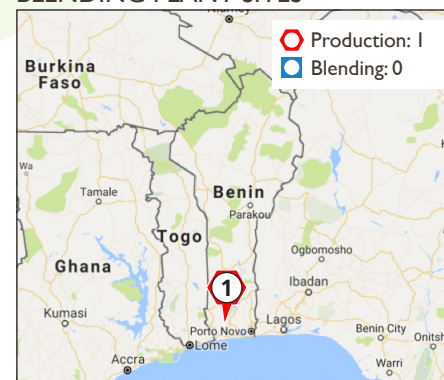 Production: 1
Blending: 0
Burkina
Faso
Wa
Tamale
Benin
Parakou
Togo
Ogbomosho
Ghana
Ibadan
1
Kumasi
Porto Novo
Lagos
Benin City
Lome
Accra
Warri